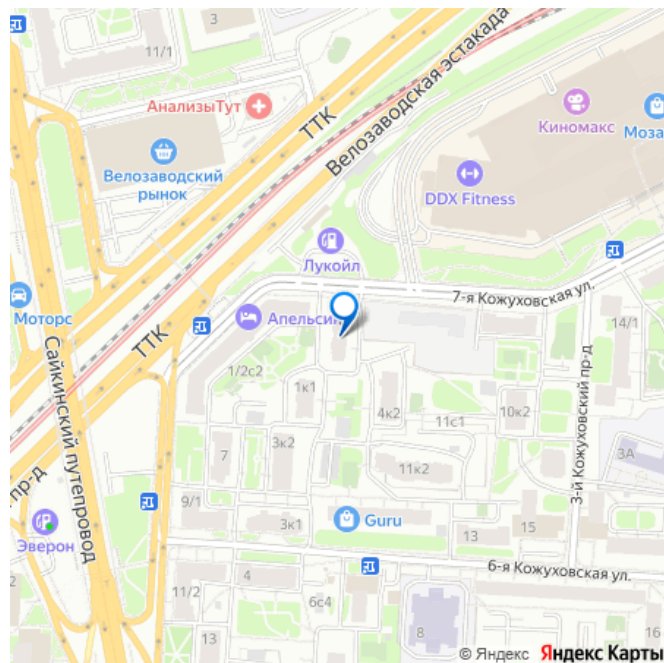 3
11/1
АнализыТут
ТТК
Велозаводская эстакада
Киномакс
Моза
Велозаводский
рынок
DDX Fitness
Лукойл
7-я Кожуховская ул.
Моторс
ТТК
Апельсин
14/1
Сайкинский путепровод
1/2с2
1к1
4к2
11с1
10к2
3-й Кожуховский пр-д
7
3к2
11к2
3А
пр-д
9/1
3к1
Guru
13
15
Эверон
4
6-я Кожуховская ул.
11/2
6с4
13
8
16
© Яндекс Яндекс Карты